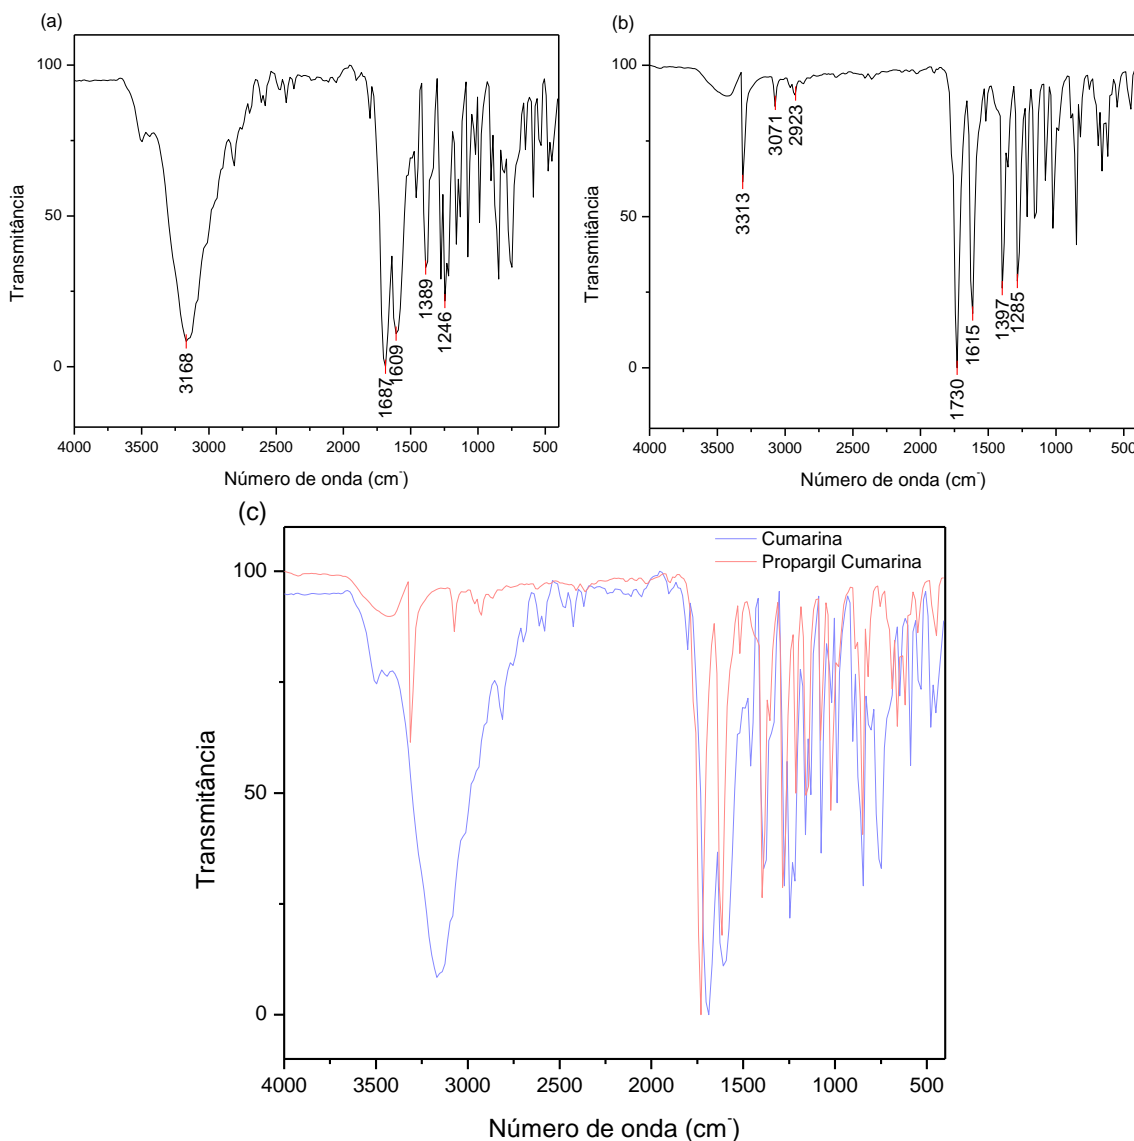 (a)
100
50
0
Transmitância
3168
1687
1609
1389
1246
4000 3500 3000 2500 2000 1500 1000 500
Número de onda (cm⁻)
(b)
100
50
0
Transmitância
3313
3071
2923
1730
1615
1397
1285
4000 3500 3000 2500 2000 1500 1000 500
Número de onda (cm⁻)
(c)
Cumarina
Propargil Cumarina
100
50
0
Transmitância
4000 3500 3000 2500 2000 1500 1000 500
Número de onda (cm⁻)